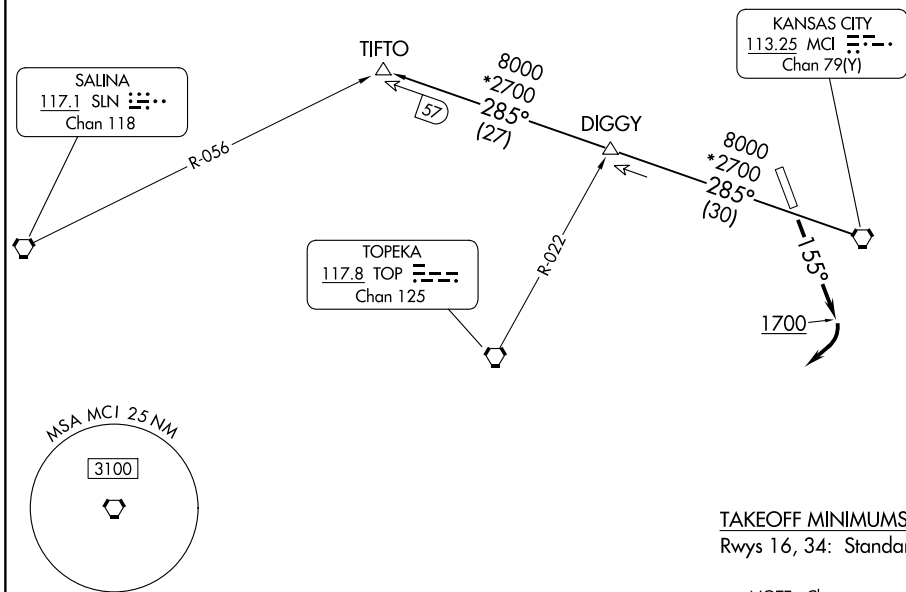 KANSAS CITY
113.25 MCI
Chan 79(Y)
TIFTO
SALINA
117.1 SLN
Chan 118
8000
*2700
285°
(27)
57
DIGGY
R-056
8000
*2700
285°
(30)
R-022
TOPEKA
117.8 TOP
Chan 125
155°
1700
MSA MCI 25 NM
3100
TAKEOFF MINIMUMS
Rwys 16, 34: